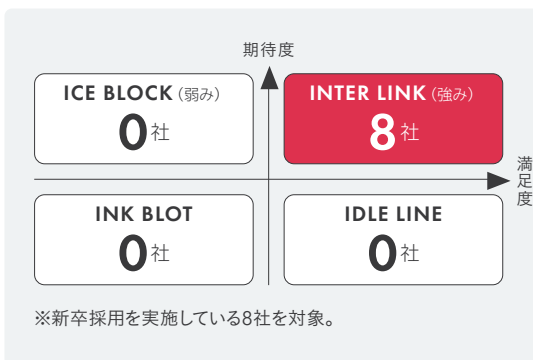 期待度
ICE BLOCK（弱み）
0社
INTER LINK（強み）
8社
満足度
INK BLOT
0社
IDLE LINE
0社
※新卒採用を実施している8社を対象。